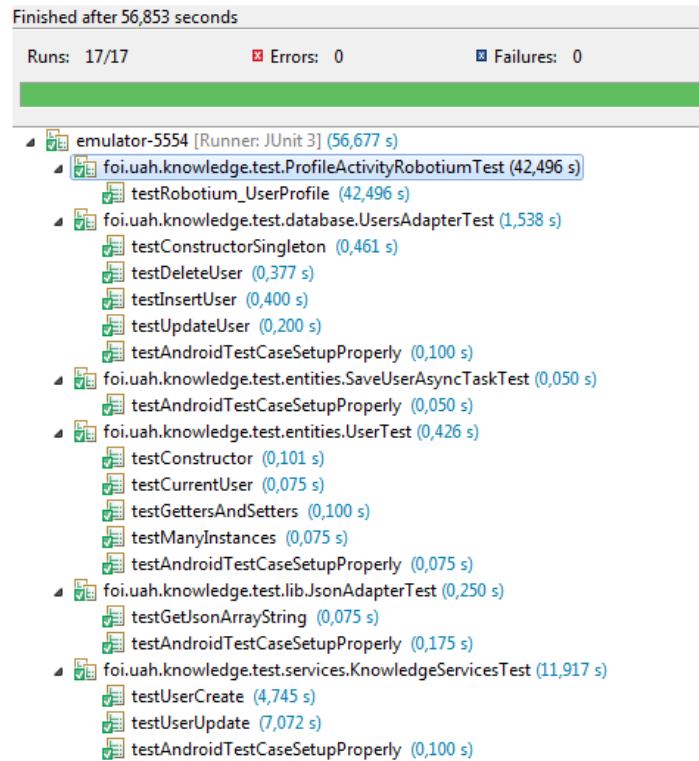 Finished after 56,853 seconds
Runs: 17/17 Errors: 0 Failures: 0
emulator-5554 [Runner: JUnit 3] (56,677 s)
foi.uah.knowledge.test.ProfileActivityRobotiumTest (42,496 s)
testRobotium_UserProfile (42,496 s)
foi.uah.knowledge.test.database.UsersAdapterTest (1,538 s)
testConstructorSingleton (0,461 s)
testDeleteUser (0,377 s)
testInsertUser (0,400 s)
testUpdateUser (0,200 s)
testAndroidTestCaseSetupProperly (0,100 s)
foi.uah.knowledge.test.entities.SaveUserAsyncTaskTest (0,050 s)
testAndroidTestCaseSetupProperly (0,050 s)
foi.uah.knowledge.test.entities.UserTest (0,426 s)
testConstructor (0,101 s)
testCurrentUser (0,075 s)
testGettersAndSetters (0,100 s)
testManyInstances (0,075 s)
testAndroidTestCaseSetupProperly (0,075 s)
foi.uah.knowledge.test.lib.JsonAdapterTest (0,250 s)
testGetJsonArrayString (0,075 s)
testAndroidTestCaseSetupProperly (0,175 s)
foi.uah.knowledge.test.services.KnowledgeServicesTest (11,917 s)
testUserCreate (4,745 s)
testUserUpdate (7,072 s)
testAndroidTestCaseSetupProperly (0,100 s)